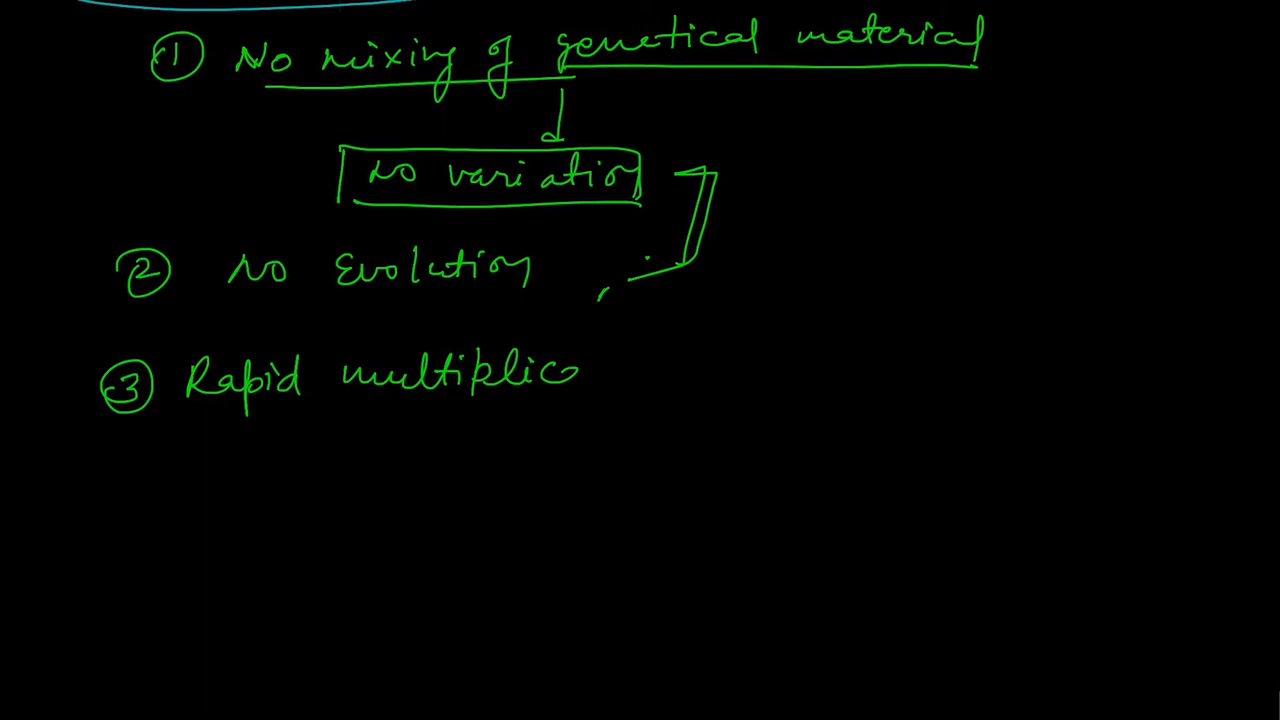 ① No mixing of genetical material
No variation
② No Evolution
③ Rapid multiplic